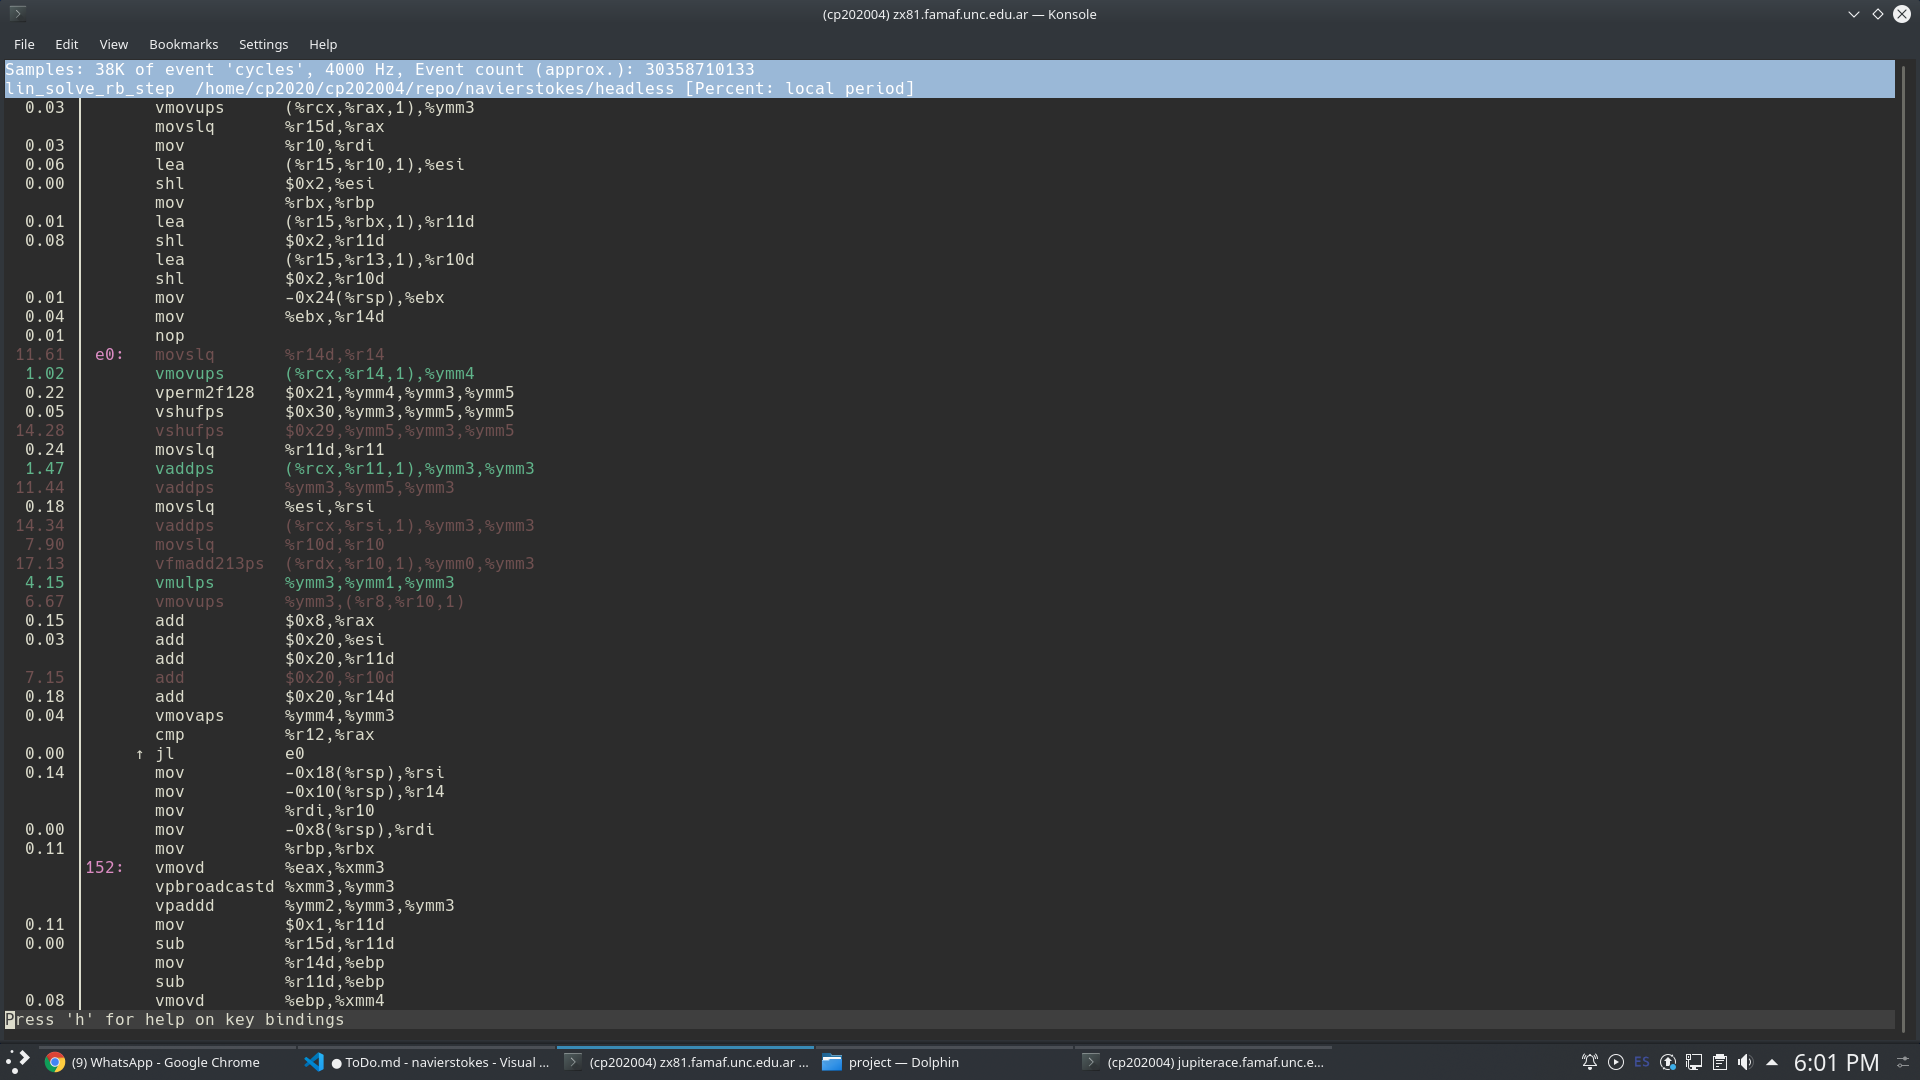 (cp202004) zx81.famaf.unc.edu.ar — Konsole
File Edit View Bookmarks Settings Help
Samples: 38K of event 'cycles', 4000 Hz, Event count (approx.): 30358710133
lin_solve_rb_step /home/cp2020/cp202004/repo/navierstokes/headless [Percent: local period]
0.03 vmovups (%rcx,%rax,1),%ymm3
movslq %r15d,%rax
0.03 mov %r10,%rdi
0.06 lea (%r15,%r10,1),%esi
0.00 shl $0x2,%esi
mov %rbx,%rbp
0.01 lea (%r15,%rbx,1),%r11d
0.08 shl $0x2,%r11d
lea (%r15,%r13,1),%r10d
shl $0x2,%r10d
0.01 mov -0x24(%rsp),%ebx
0.04 mov %ebx,%r14d
0.01 nop
11.61 e0: movslq %r14d,%r14
1.02 vmovups (%rcx,%r14,1),%ymm4
0.22 vperm2f128 $0x21,%ymm4,%ymm3,%ymm5
0.05 vshufps $0x30,%ymm3,%ymm5,%ymm5
14.28 vshufps $0x29,%ymm5,%ymm3,%ymm5
0.24 movslq %r11d,%r11
1.47 vaddps (%rcx,%r11,1),%ymm3,%ymm3
11.44 vaddps %ymm3,%ymm5,%ymm3
0.18 movslq %esi,%rsi
14.34 vaddps (%rcx,%rsi,1),%ymm3,%ymm3
7.90 movslq %r10d,%r10
17.13 vfmadd213ps (%rdx,%r10,1),%ymm0,%ymm3
4.15 vmulps %ymm3,%ymm1,%ymm3
6.67 vmovups %ymm3,(%r8,%r10,1)
0.15 add $0x8,%rax
0.03 add $0x20,%esi
add $0x20,%r11d
7.15 add $0x20,%r10d
0.18 add $0x20,%r14d
0.04 vmovaps %ymm4,%ymm3
cmp %r12,%rax
0.00 ↑ jl e0
0.14 mov -0x18(%rsp),%rsi
mov -0x10(%rsp),%r14
mov %rdi,%r10
0.00 mov -0x8(%rsp),%rdi
0.11 mov %rbp,%rbx
152: vmovd %eax,%xmm3
vpbroadcastd %xmm3,%ymm3
vpaddd %ymm2,%ymm3,%ymm3
0.11 mov $0x1,%r11d
0.00 sub %r15d,%r11d
mov %r14d,%ebp
sub %r11d,%ebp
0.08 vmovd %ebp,%xmm4
Press 'h' for help on key bindings
(9) WhatsApp - Google Chrome ● ToDo.md - navierstokes - Visual ... (cp202004) zx81.famaf.unc.edu.ar ... project — Dolphin (cp202004) jupiterace.famaf.unc.e... ES 6:01 PM